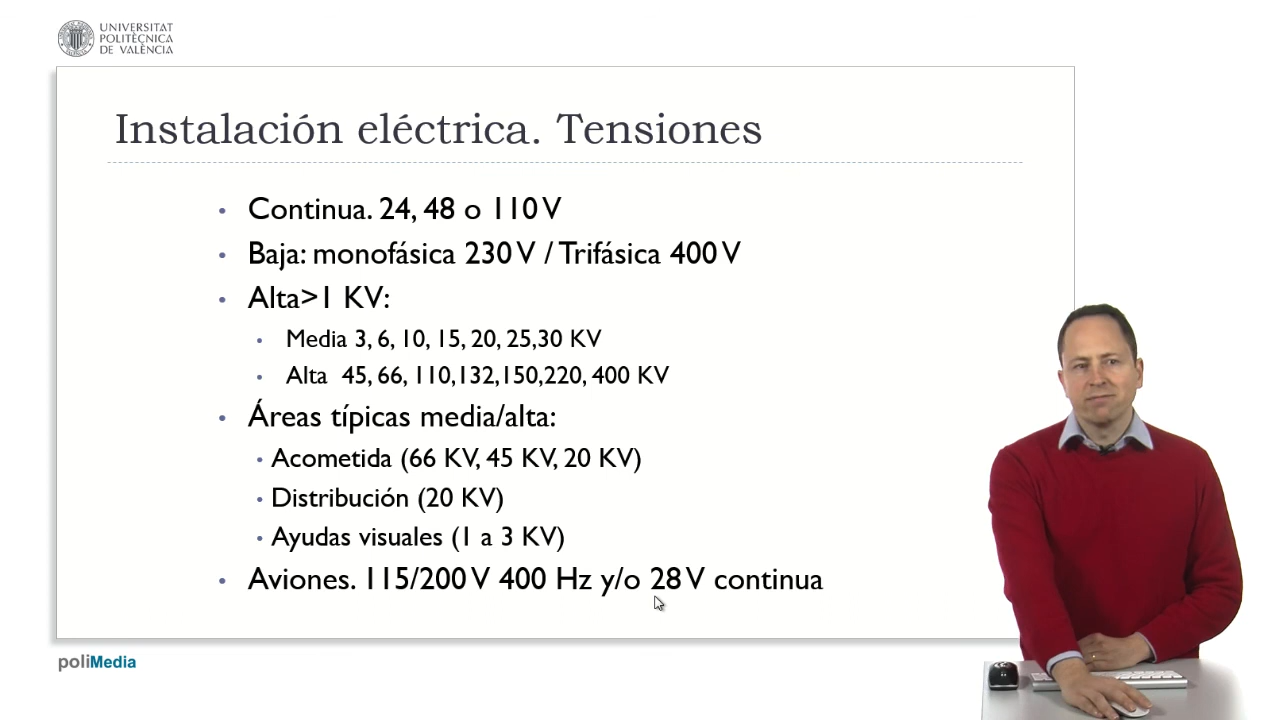 UNIVERSITAT
POLITÈCNICA
DE VALÈNCIA
Instalación eléctrica. Tensiones
• Continua. 24, 48 o 110 V
• Baja: monofásica 230 V / Trifásica 400 V
• Alta>1 KV:
• Media 3, 6, 10, 15, 20, 25,30 KV
• Alta 45, 66, 110,132,150,220, 400 KV
• Áreas típicas media/alta:
• Acometida (66 KV, 45 KV, 20 KV)
• Distribución (20 KV)
• Ayudas visuales (1 a 3 KV)
• Aviones. 115/200 V 400 Hz y/o 28 V continua
poliMedia